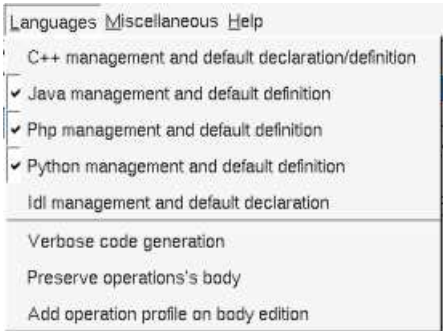 Languages Miscellaneous Help
C++ management and default declaration/definition
Java management and default definition
Php management and default definition
Python management and default definition
Idl management and default declaration
Verbose code generation
Preserve operations's body
Add operation profile on body edition